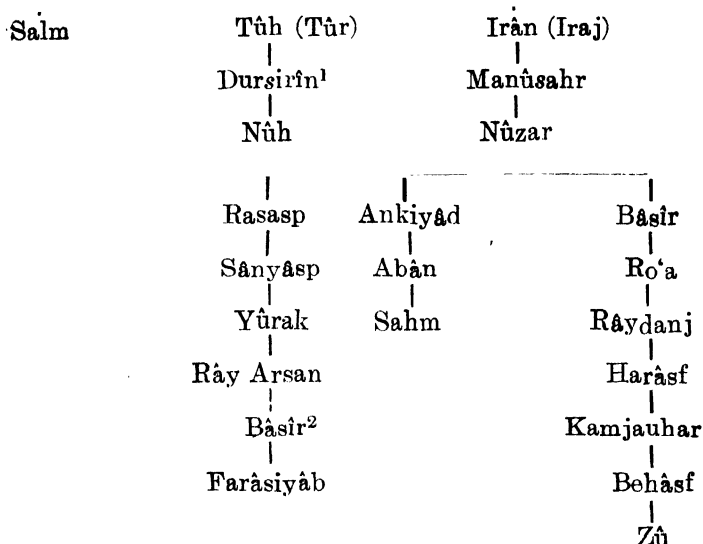 Salm Tûh (Tûr) Irân (Iraj)
Dursirîn¹ Manûsahr
Nûh Nûzar
Rasasp Ankiyâd Bâsîr
Sânyâsp Abân Ro‘a
Yûrak Sahm Râydanj
Rây Arsan Harâsf
Bâsîr² Kamjauhar
Farâsiyâb Behâsf
Zû